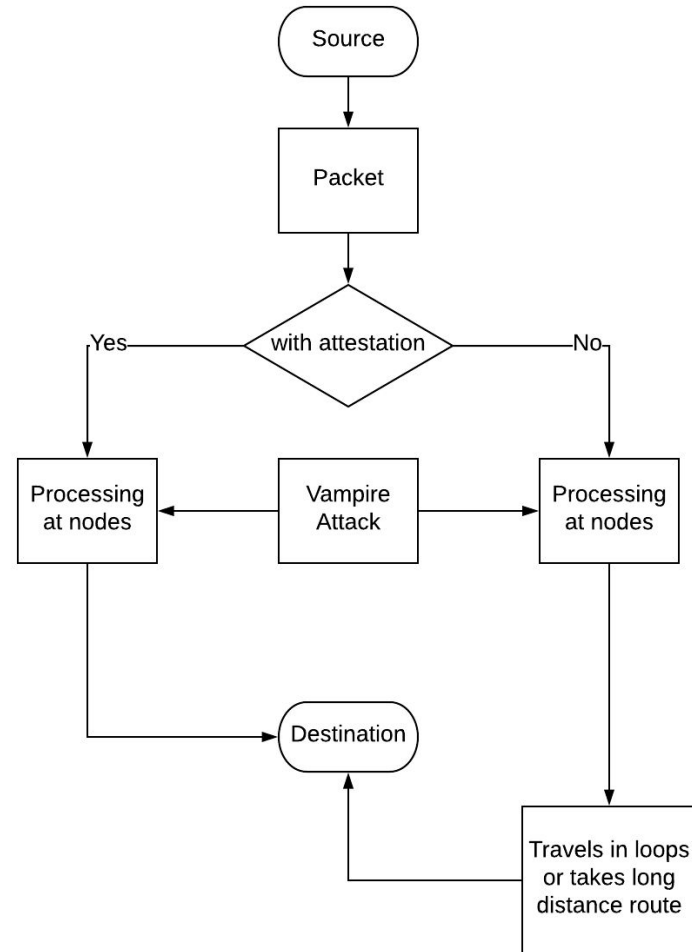 Source
Packet
with attestation
Yes
No
Processing
at nodes
Vampire
Attack
Processing
at nodes
Destination
Travels in loops
or takes long
distance route